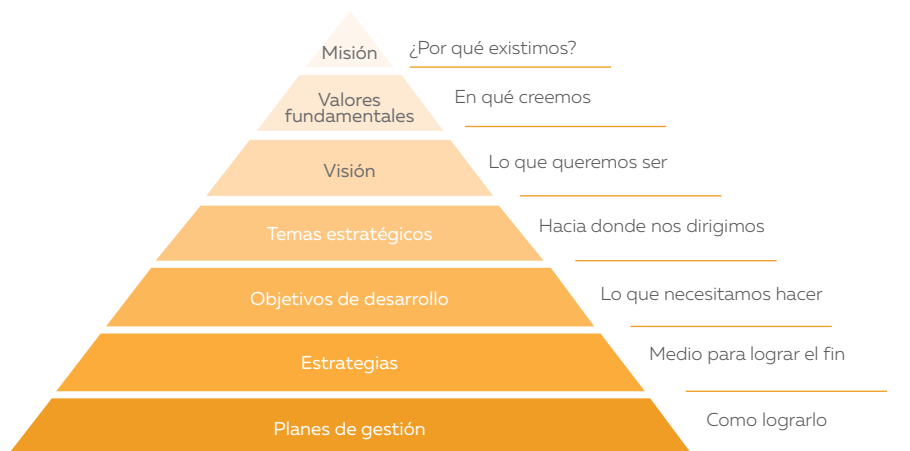 Misión
¿Por qué existimos?
Valores
fundamentales
En qué creemos
Visión
Lo que queremos ser
Temas estratégicos
Hacia donde nos dirigimos
Objetivos de desarrollo
Lo que necesitamos hacer
Estrategias
Medio para lograr el fin
Planes de gestión
Como lograrlo